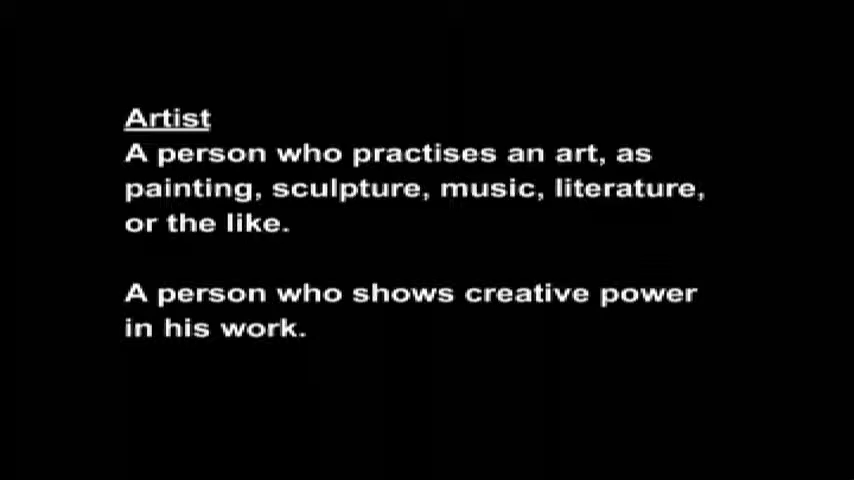 Artist
A person who practises an art, as
painting, sculpture, music, literature,
or the like.
A person who shows creative power
in his work.